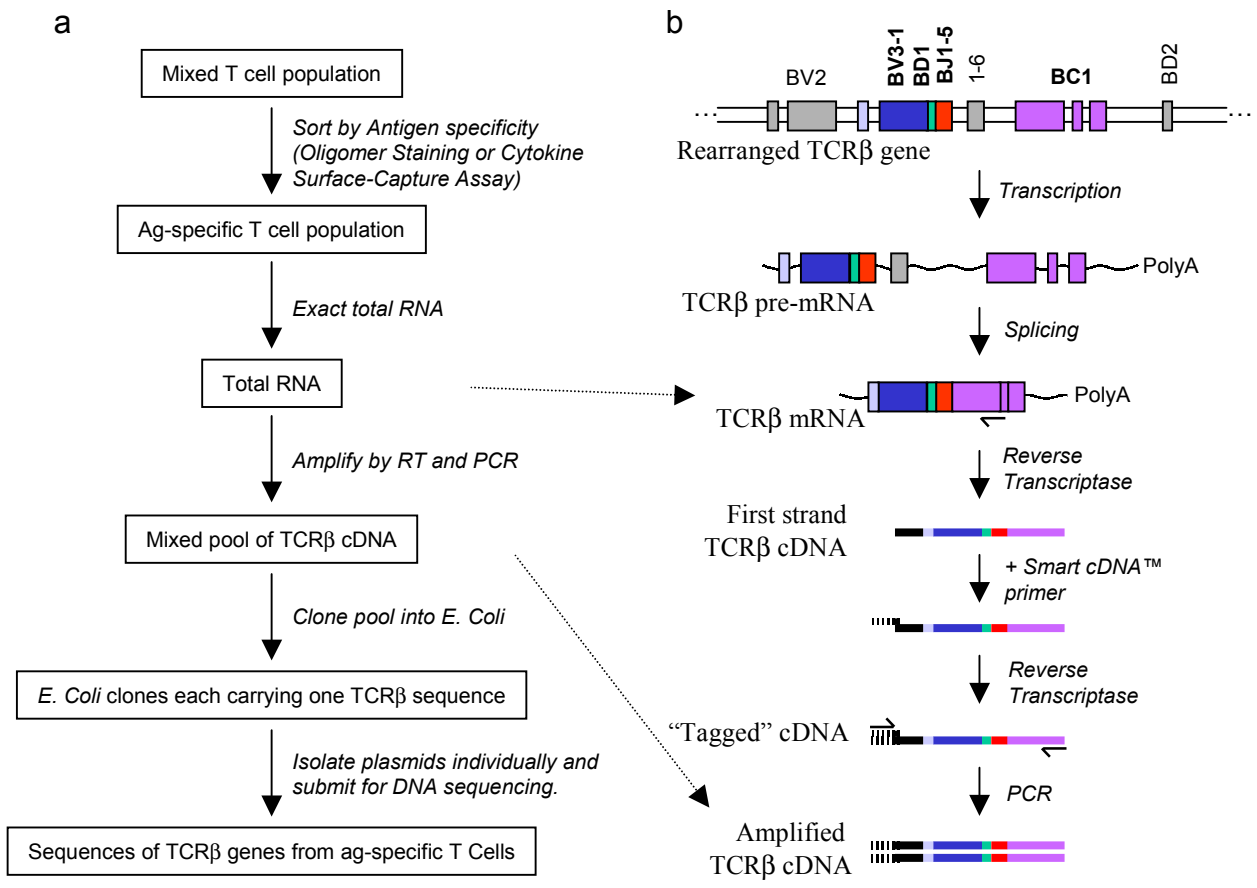 a
Mixed T cell population
Sort by Antigen specificity
(Oligomer Staining or Cytokine
Surface-Capture Assay)
Ag-specific T cell population
Exact total RNA
Total RNA
Amplify by RT and PCR
Mixed pool of TCRβ cDNA
Clone pool into E. Coli
E. Coli clones each carrying one TCRβ sequence
Isolate plasmids individually and
submit for DNA sequencing.
Sequences of TCRβ genes from ag-specific T Cells
b
BV2
BV3-1
BD1
BJ1-5
1-6
BC1
BD2
... ...
Rearranged TCRβ gene
Transcription
PolyA
TCRβ pre-mRNA
Splicing
PolyA
TCRβ mRNA
Reverse
Transcriptase
First strand
TCRβ cDNA
+ Smart cDNA™
primer
Reverse
Transcriptase
“Tagged” cDNA
PCR
Amplified
TCRβ cDNA